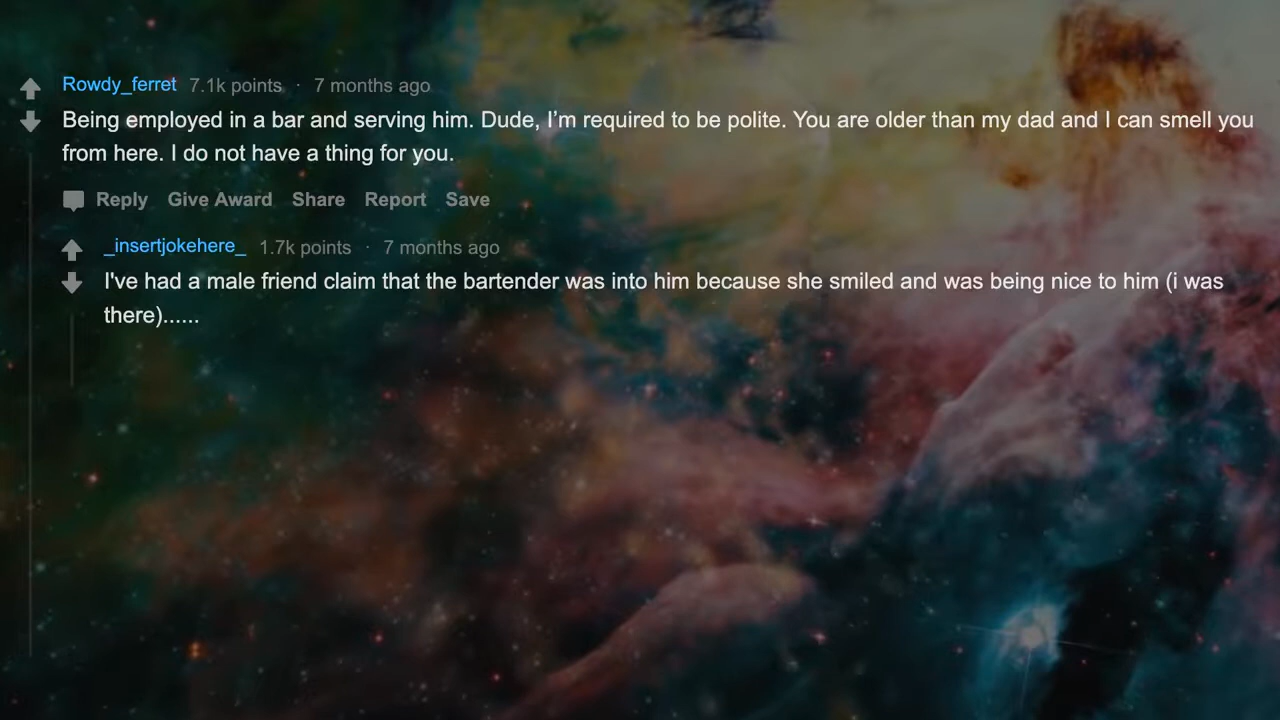 Rowdy_ferret 7.1k points · 7 months ago
Being employed in a bar and serving him. Dude, I’m required to be polite. You are older than my dad and I can smell you
from here. I do not have a thing for you.
Reply Give Award Share Report Save
_insertjokehere_ 1.7k points · 7 months ago
I've had a male friend claim that the bartender was into him because she smiled and was being nice to him (i was
there)......